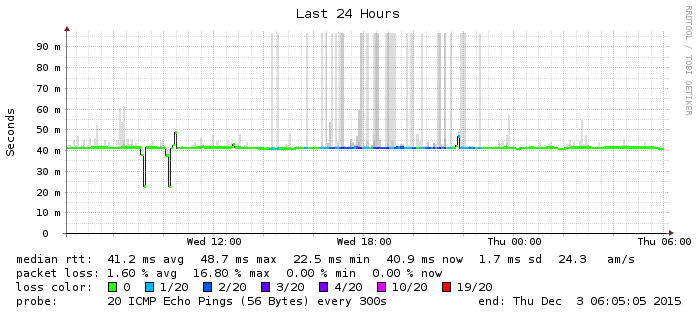 Last 24 Hours
RRDTOOL / TOBI OETIKER
Seconds
90 m
80 m
70 m
60 m
50 m
40 m
30 m
20 m
10 m
0
Wed 12:00 Wed 18:00 Thu 00:00 Thu 06:00
median rtt: 41.2 ms avg 48.7 ms max 22.5 ms min 40.9 ms now 1.7 ms sd 24.3 am/s
packet loss: 1.60 % avg 16.80 % max 0.00 % min 0.00 % now
loss color: 0 1/20 2/20 3/20 4/20 10/20 19/20
probe: 20 ICMP Echo Pings (56 Bytes) every 300s end: Thu Dec 3 06:05:05 2015